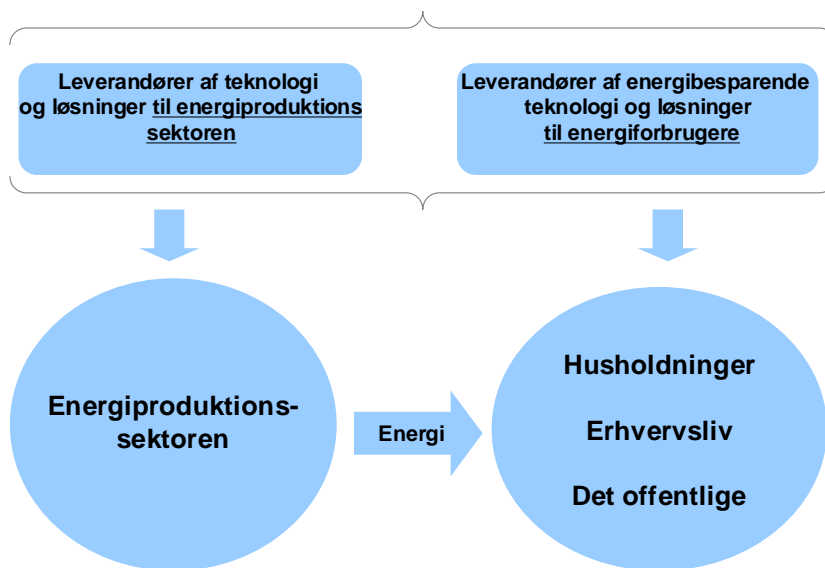 Leverandører af teknologi
og løsninger til energiproduktions
sektoren
Leverandører af energibesparende
teknologi og løsninger
til energiforbrugere
Energiproduktions-
sektoren
Energi
Husholdninger
Erhvervsliv
Det offentlige